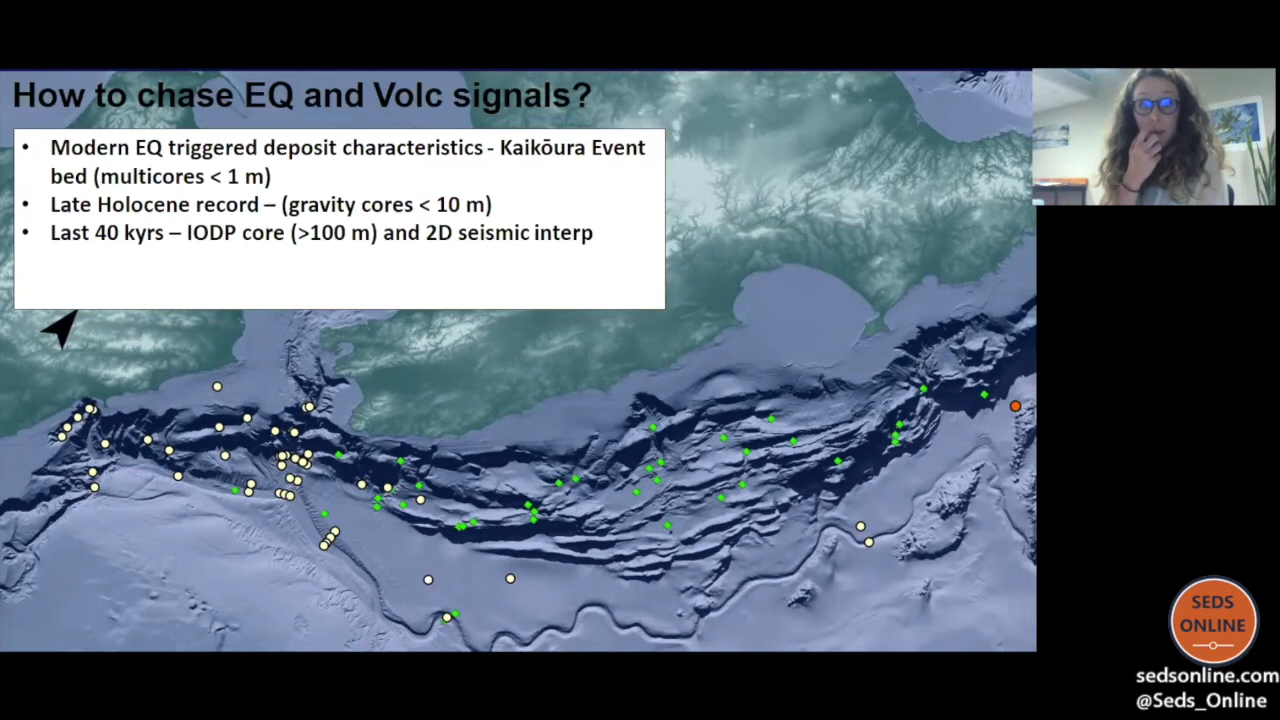 How to chase EQ and Volc signals?
• Modern EQ triggered deposit characteristics - Kaikōura Event
bed (multicores < 1 m)
• Late Holocene record – (gravity cores < 10 m)
• Last 40 kyrs – IODP core (>100 m) and 2D seismic interp
SEDS
ONLINE
sedsonline.com
@Seds_Online